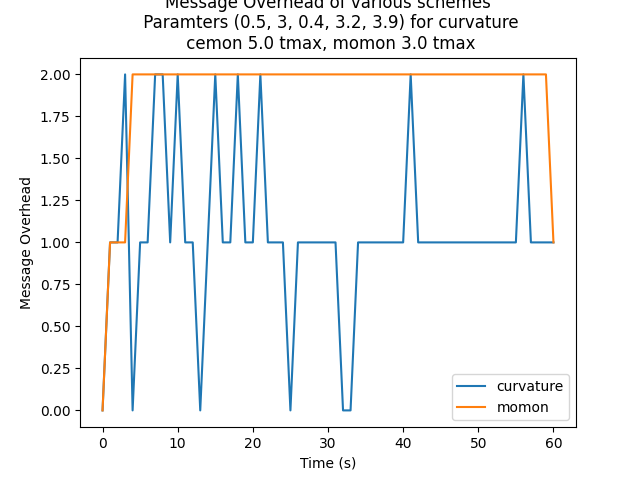 Message Overhead of various schemes
Paramters (0.5, 3, 0.4, 3.2, 3.9) for curvature
cemon 5.0 tmax, momon 3.0 tmax
2.00
1.75
1.50
1.25
1.00
0.75
0.50
0.25
0.00
Message Overhead
curvature
momon
0 10 20 30 40 50 60
Time (s)